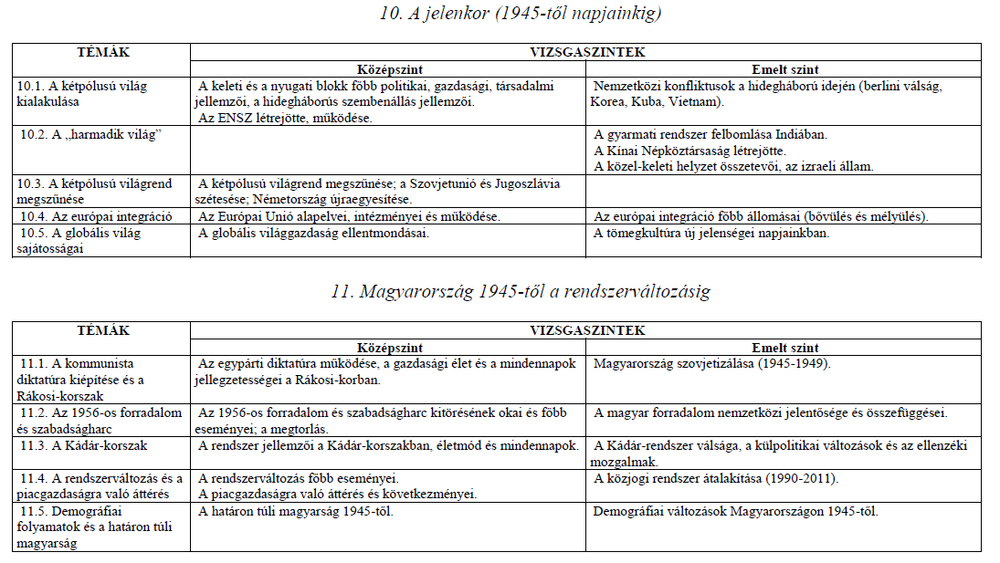 10. A jelenkor (1945-től napjainkig)
TÉMÁK
VIZSGASZINTEK
Középszint
Emelt szint
10.1. A kétpólusú világ
kialakulása
A keleti és a nyugati blokk főbb politikai, gazdasági, társadalmi
jellemzői, a hidegháborús szembenállás jellemzői.
Az ENSZ létrejötte, működése.
Nemzetközi konfliktusok a hidegháború idején (berlini válság,
Korea, Kuba, Vietnam).
10.2. A „harmadik világ”
A gyarmati rendszer felbomlása Indiában.
A Kínai Népköztársaság létrejötte.
A közel-keleti helyzet összetevői, az izraeli állam.
10.3. A kétpólusú világrend
megszűnése
A kétpólusú világrend megszűnése; a Szovjetunió és Jugoszlávia
szétesése; Németország újraegyesítése.
10.4. Az európai integráció
Az Európai Unió alapelvei, intézményei és működése.
Az európai integráció főbb állomásai (bővülés és mélyülés).
10.5. A globális világ
sajátosságai
A globális világgazdaság ellentmondásai.
A tömegkultúra új jelenségei napjainkban.
11. Magyarország 1945-től a rendszerváltozásig
TÉMÁK
VIZSGASZINTEK
Középszint
Emelt szint
11.1. A kommunista
diktatúra kiépítése és a
Rákosi-korszak
Az egypárti diktatúra működése, a gazdasági élet és a mindennapok
jellegzetességei a Rákosi-korban.
Magyarország szovjetizálása (1945-1949).
11.2. Az 1956-os forradalom
és szabadságharc
Az 1956-os forradalom és szabadságharc kitörésének okai és főbb
eseményei; a megtorlás.
A magyar forradalom nemzetközi jelentősége és összefüggései.
11.3. A Kádár-korszak
A rendszer jellemzői a Kádár-korszakban, életmód és mindennapok.
A Kádár-rendszer válsága, a külpolitikai változások és az ellenzéki
mozgalmak.
11.4. A rendszerváltozás és a
piacgazdaságra való áttérés
A rendszerváltozás főbb eseményei.
A piacgazdaságra való áttérés és következményei.
A közjogi rendszer átalakítása (1990-2011).
11.5. Demográfiai
folyamatok és a határon túli
magyarság
A határon túli magyarság 1945-től.
Demográfiai változások Magyarországon 1945-től.